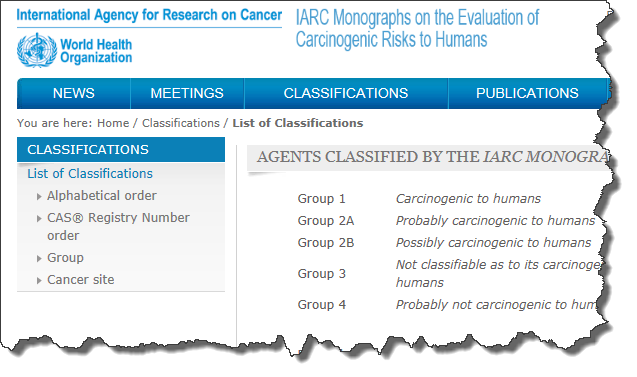 International Agency for Research on Cancer
World Health
Organization
IARC Monographs on the Evaluation of
Carcinogenic Risks to Humans
NEWS MEETINGS CLASSIFICATIONS PUBLICATIONS
You are here: Home / Classifications / List of Classifications
CLASSIFICATIONS
List of Classifications
Alphabetical order
CAS® Registry Number
order
Group
Cancer site
AGENTS CLASSIFIED BY THE IARC MONOGRA
Group 1 Carcinogenic to humans
Group 2A Probably carcinogenic to humans
Group 2B Possibly carcinogenic to humans
Group 3 Not classifiable as to its carcinoge
humans
Group 4 Probably not carcinogenic to hum